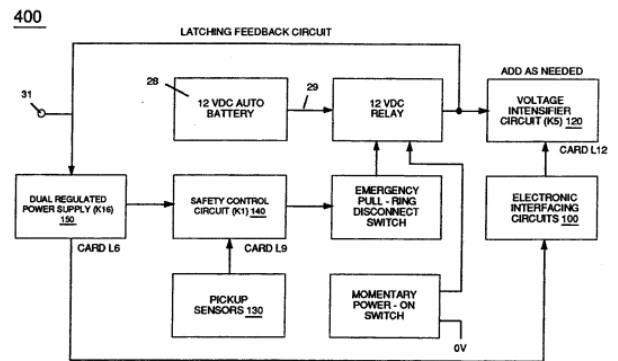 400
LATCHING FEEDBACK CIRCUIT
31
28
12 VDC AUTO
BATTERY
29
12 VDC
RELAY
ADD AS NEEDED
VOLTAGE
INTENSIFIER
CIRCUIT (K5) 120
CARD L12
DUAL REGULATED
POWER SUPPLY (K16)
150
CARD L6
SAFETY CONTROL
CIRCUIT (K1) 140
CARD L9
EMERGENCY
PULL - RING
DISCONNECT
SWITCH
ELECTRONIC
INTERFACING
CIRCUITS 100
PICKUP
SENSORS 130
MOMENTARY
POWER - ON
SWITCH
0V